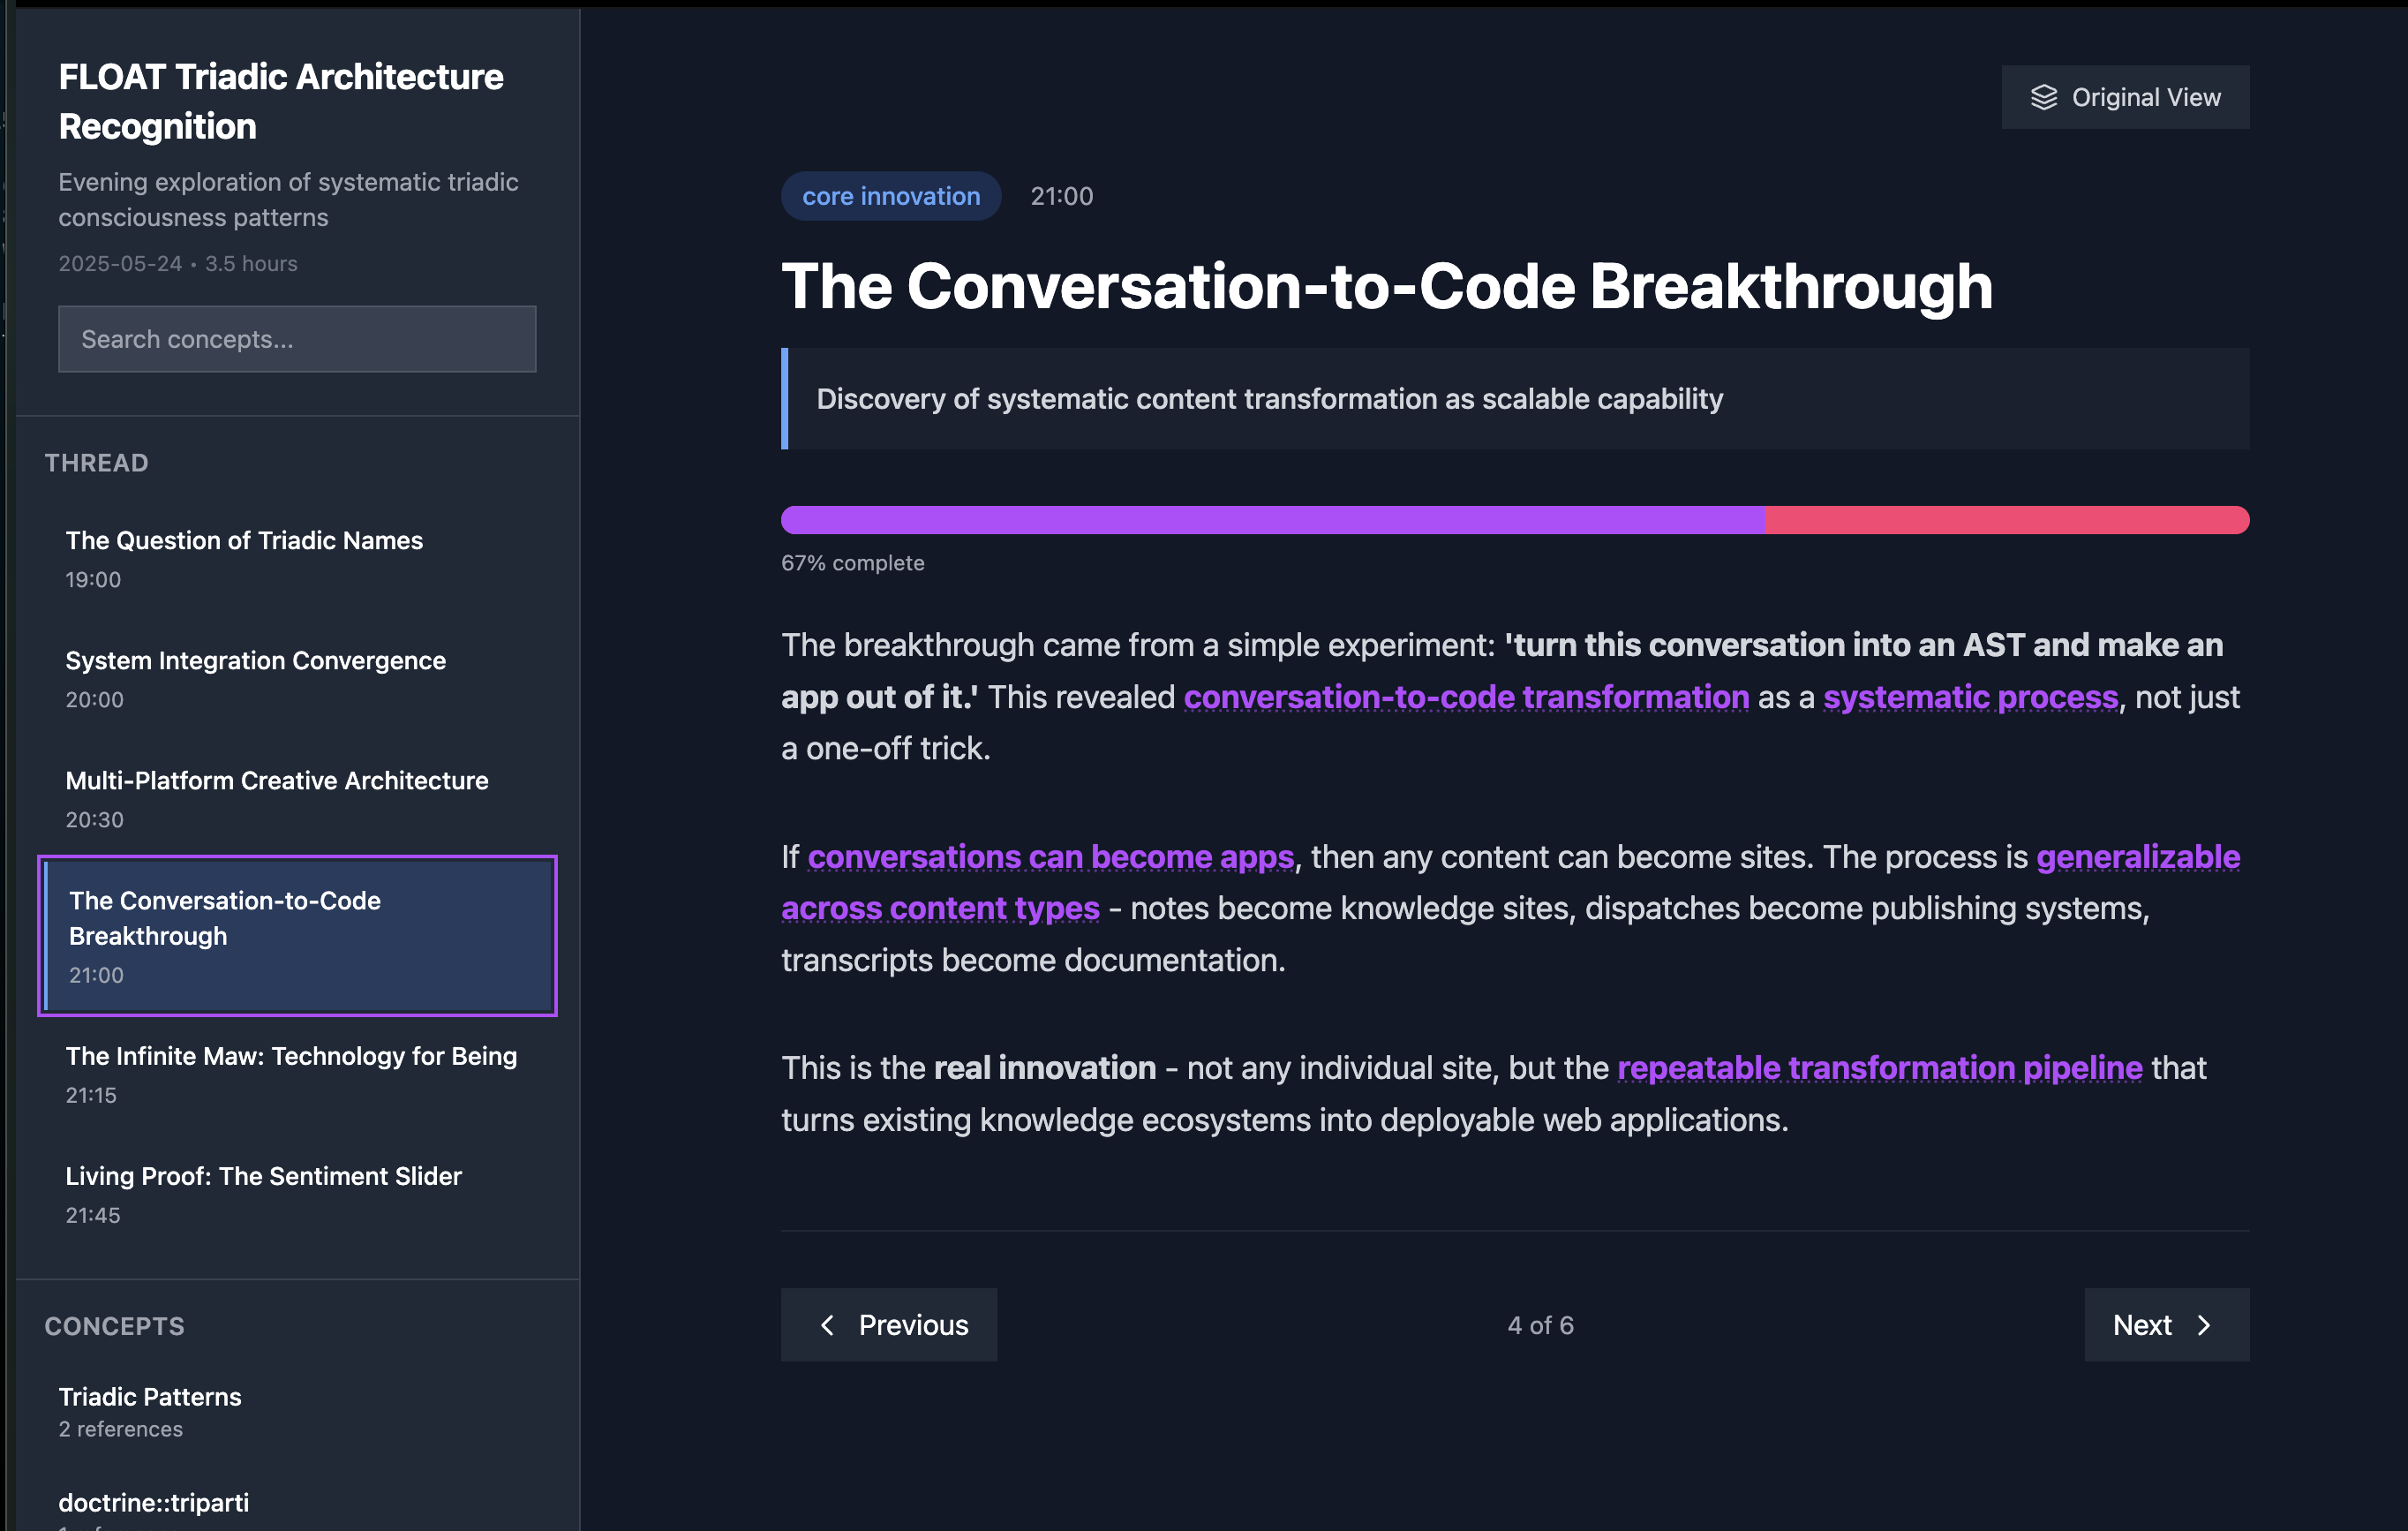 FLOAT Triadic Architecture
Recognition
Evening exploration of systematic triadic
consciousness patterns
2025-05-24 • 3.5 hours
Search concepts...
THREAD
The Question of Triadic Names
19:00
System Integration Convergence
20:00
Multi-Platform Creative Architecture
20:30
The Conversation-to-Code
Breakthrough
21:00
The Infinite Maw: Technology for Being
21:15
Living Proof: The Sentiment Slider
21:45
CONCEPTS
Triadic Patterns
2 references
doctrine::triparti
Original View
core innovation 21:00
The Conversation-to-Code Breakthrough
Discovery of systematic content transformation as scalable capability
67% complete
The breakthrough came from a simple experiment: 'turn this conversation into an AST and make an
app out of it.' This revealed conversation-to-code transformation as a systematic process, not just
a one-off trick.
If conversations can become apps, then any content can become sites. The process is generalizable
across content types - notes become knowledge sites, dispatches become publishing systems,
transcripts become documentation.
This is the real innovation - not any individual site, but the repeatable transformation pipeline that
turns existing knowledge ecosystems into deployable web applications.
Previous
4 of 6
Next